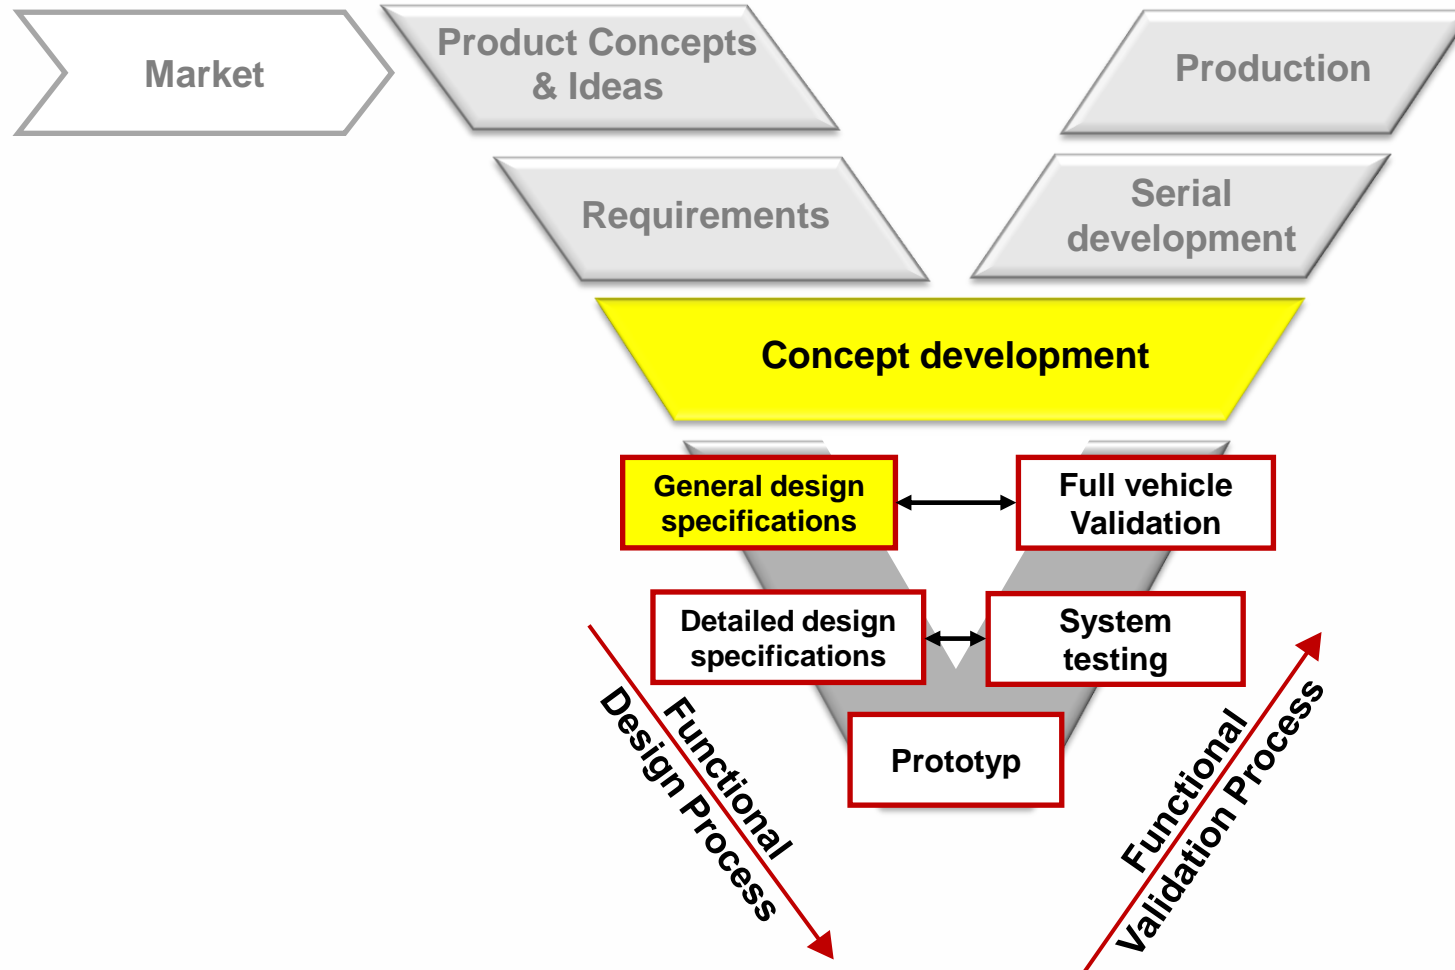 Market
Product Concepts
& Ideas
Production
Requirements
Serial
development
Concept development
General design
specifications
Full vehicle
Validation
Detailed design
specifications
System
testing
Prototyp
Functional
Design Process
Functional
Validation Process